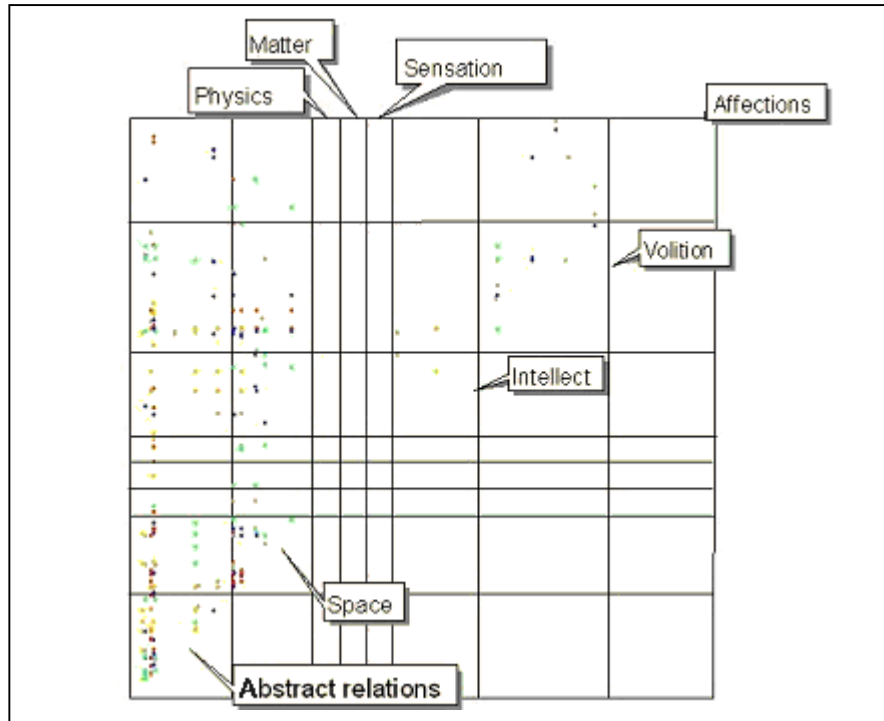 Matter
Sensation
Physics
Affections
Volition
Intellect
Space
Abstract relations